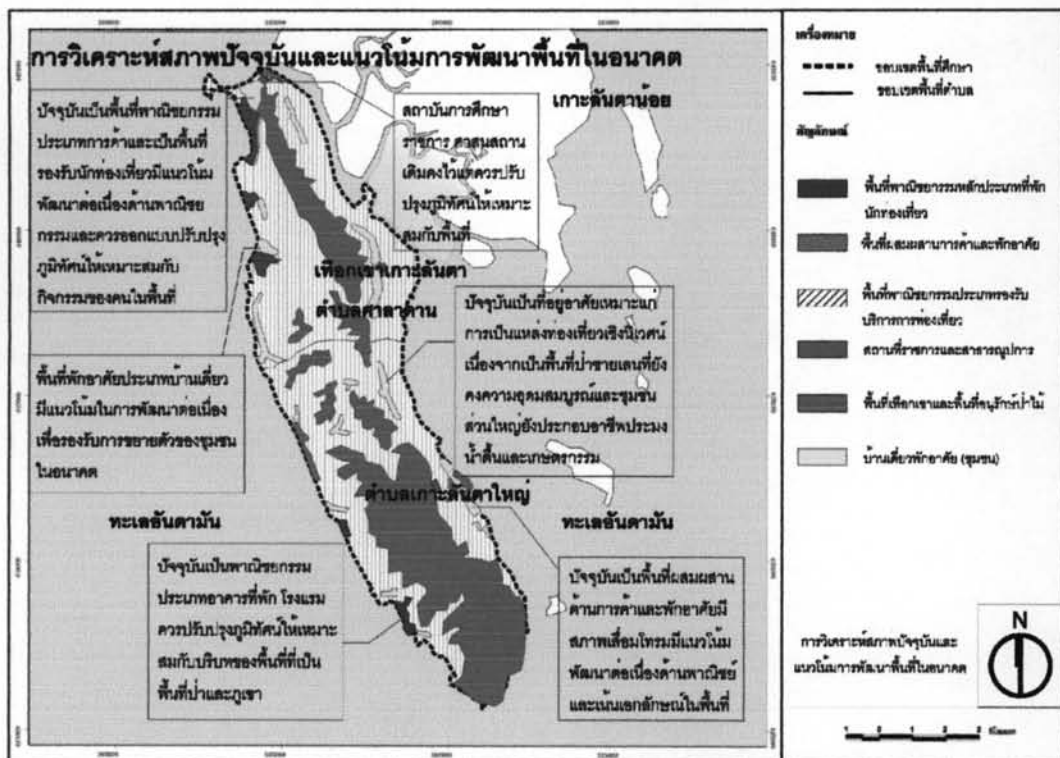 การวิเคราะห์สภาพปัจจุบันและแนวโน้มการพัฒนาพื้นที่ในอนาคต
เกาะลันตาน้อย
ปัจจุบันเป็นพื้นที่พาณิชยกรรม
ประเภทการค้าและเป็นพื้นที่
รองรับนักท่องเที่ยวมีแนวโน้ม
พัฒนาต่อเนื่องด้านพาณิชย
กรรมและควรออกแบบปรับปรุง
ภูมิทัศน์ให้เหมาะสมกับ
กิจกรรมของคนในพื้นที่
สถาบันการศึกษา
ราชการ ศาสนสถาน
เดิมคงไว้แต่ควรปรับ
ปรุงภูมิทัศน์ให้เหมาะ
สมกับพื้นที่
เทือกเขาเกาะลันตา
ตำบลศาลาด่าน
ปัจจุบันเป็นที่อยู่อาศัยเหมาะแก่
การเป็นแหล่งท่องเที่ยวเชิงนิเวศน์
เนื่องจากเป็นพื้นที่ป่าชายเลนที่ยัง
คงความอุดมสมบูรณ์และชุมชน
ส่วนใหญ่ยังประกอบอาชีพประมง
น้ำตื้นและเกษตรกรรม
พื้นที่พักอาศัยประเภทบ้านเดี่ยว
มีแนวโน้มในการพัฒนาต่อเนื่อง
เพื่อรองรับการขยายตัวของชุมชน
ในอนาคต
ตำบลเกาะลันตาใหญ่
ทะเลอันดามัน
ทะเลอันดามัน
ปัจจุบันเป็นพาณิชยกรรม
ประเภทอาคารที่พัก โรงแรม
ควรปรับปรุงภูมิทัศน์ให้เหมาะ
สมกับบริบทของพื้นที่ที่เป็น
พื้นที่ป่าและภูเขา
ปัจจุบันเป็นพื้นที่ผสมผสาน
ด้านการค้าและพักอาศัยมี
สภาพเสื่อมโทรมมีแนวโน้ม
พัฒนาต่อเนื่องด้านพาณิชย์
และเน้นเอกลักษณ์ในพื้นที่
เครื่องหมาย
ขอบเขตพื้นที่ศึกษา
ขอบเขตพื้นที่ตำบล
สัญลักษณ์
พื้นที่พาณิชยกรรมหลักประเภทที่พัก
นักท่องเที่ยว
พื้นที่ผสมผสานการค้าและพักอาศัย
พื้นที่พาณิชยกรรมประเภทรองรับ
บริการการท่องเที่ยว
สถานที่ราชการและสาธารณูปการ
พื้นที่เทือกเขาและพื้นที่อนุรักษ์ป่าไม้
บ้านเดี่ยวพักอาศัย (ชุมชน)
การวิเคราะห์สภาพปัจจุบันและ
แนวโน้มการพัฒนาพื้นที่ในอนาคต
N